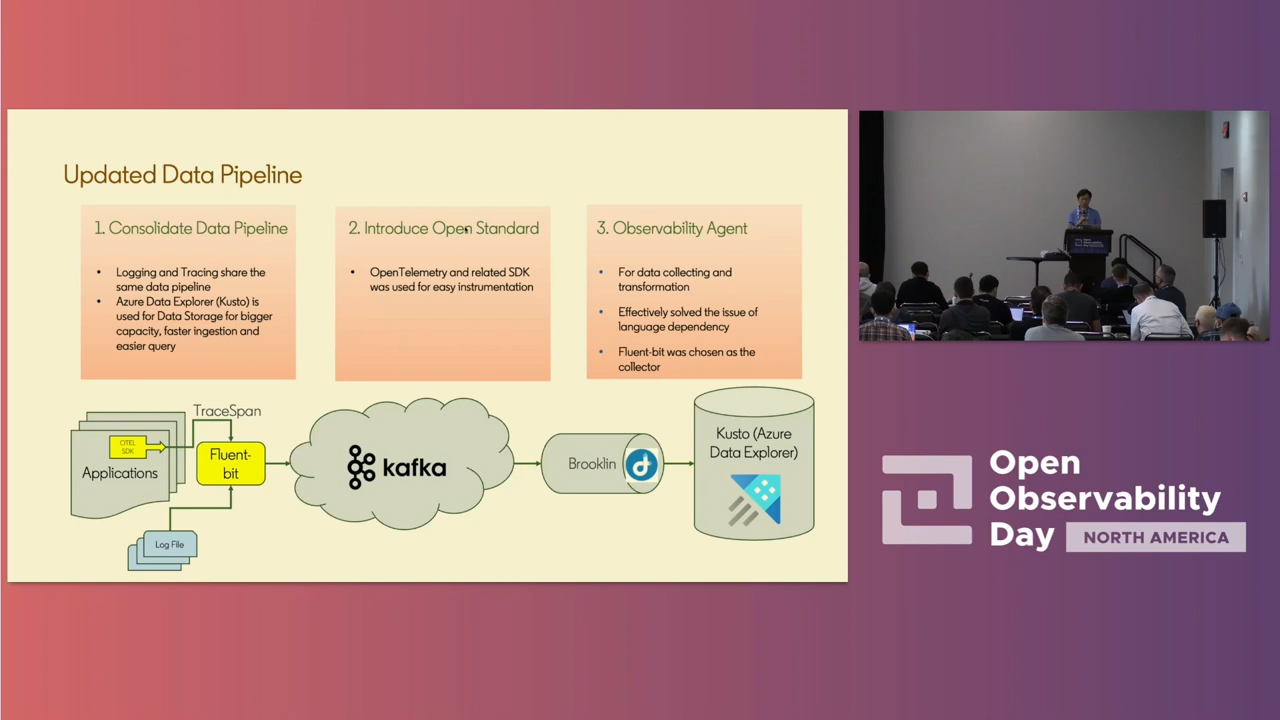 Updated Data Pipeline
1. Consolidate Data Pipeline
• Logging and Tracing share the
same data pipeline
• Azure Data Explorer (Kusto) is
used for Data Storage for bigger
capacity, faster ingestion and
easier query
2. Introduce Open Standard
• OpenTelemetry and related SDK
was used for easy instrumentation
3. Observability Agent
• For data collecting and
transformation
• Effectively solved the issue of
language dependency
• Fluent-bit was chosen as the
collector
TraceSpan
OTEL
SDK
Applications
Fluent-
bit
Log File
kafka
Brooklin
Kusto (Azure
Data Explorer)
Open
Observability
Day
NORTH AMERICA